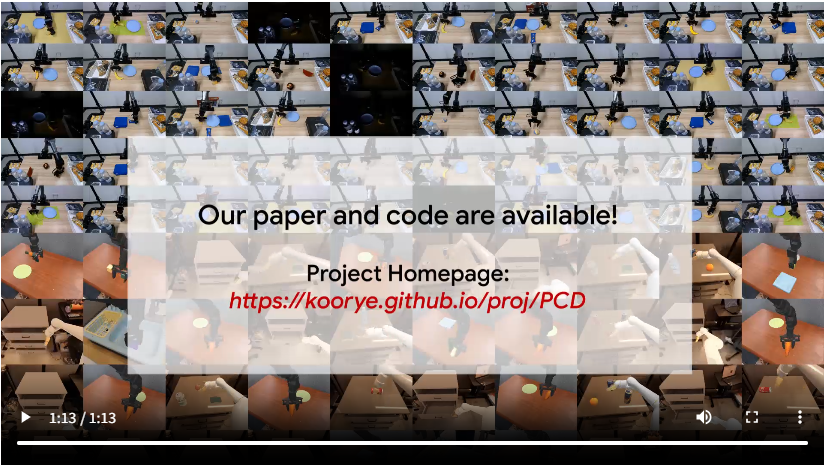 Our paper and code are available!
Project Homepage:
https://koorye.github.io/proj/PCD
1:13 / 1:13